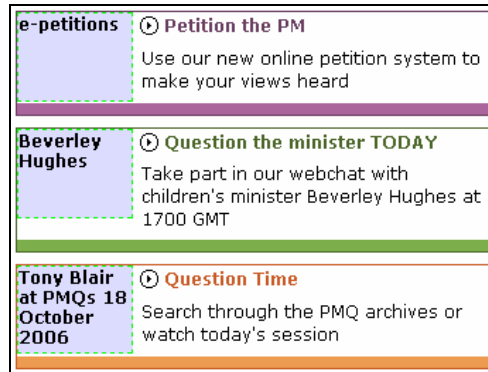 e-petitions
Petition the PM
Use our new online petition system to
make your views heard
Beverley
Hughes
Question the minister TODAY
Take part in our webchat with
children's minister Beverley Hughes at
1700 GMT
Tony Blair
at PMQs 18
October
2006
Question Time
Search through the PMQ archives or
watch today's session